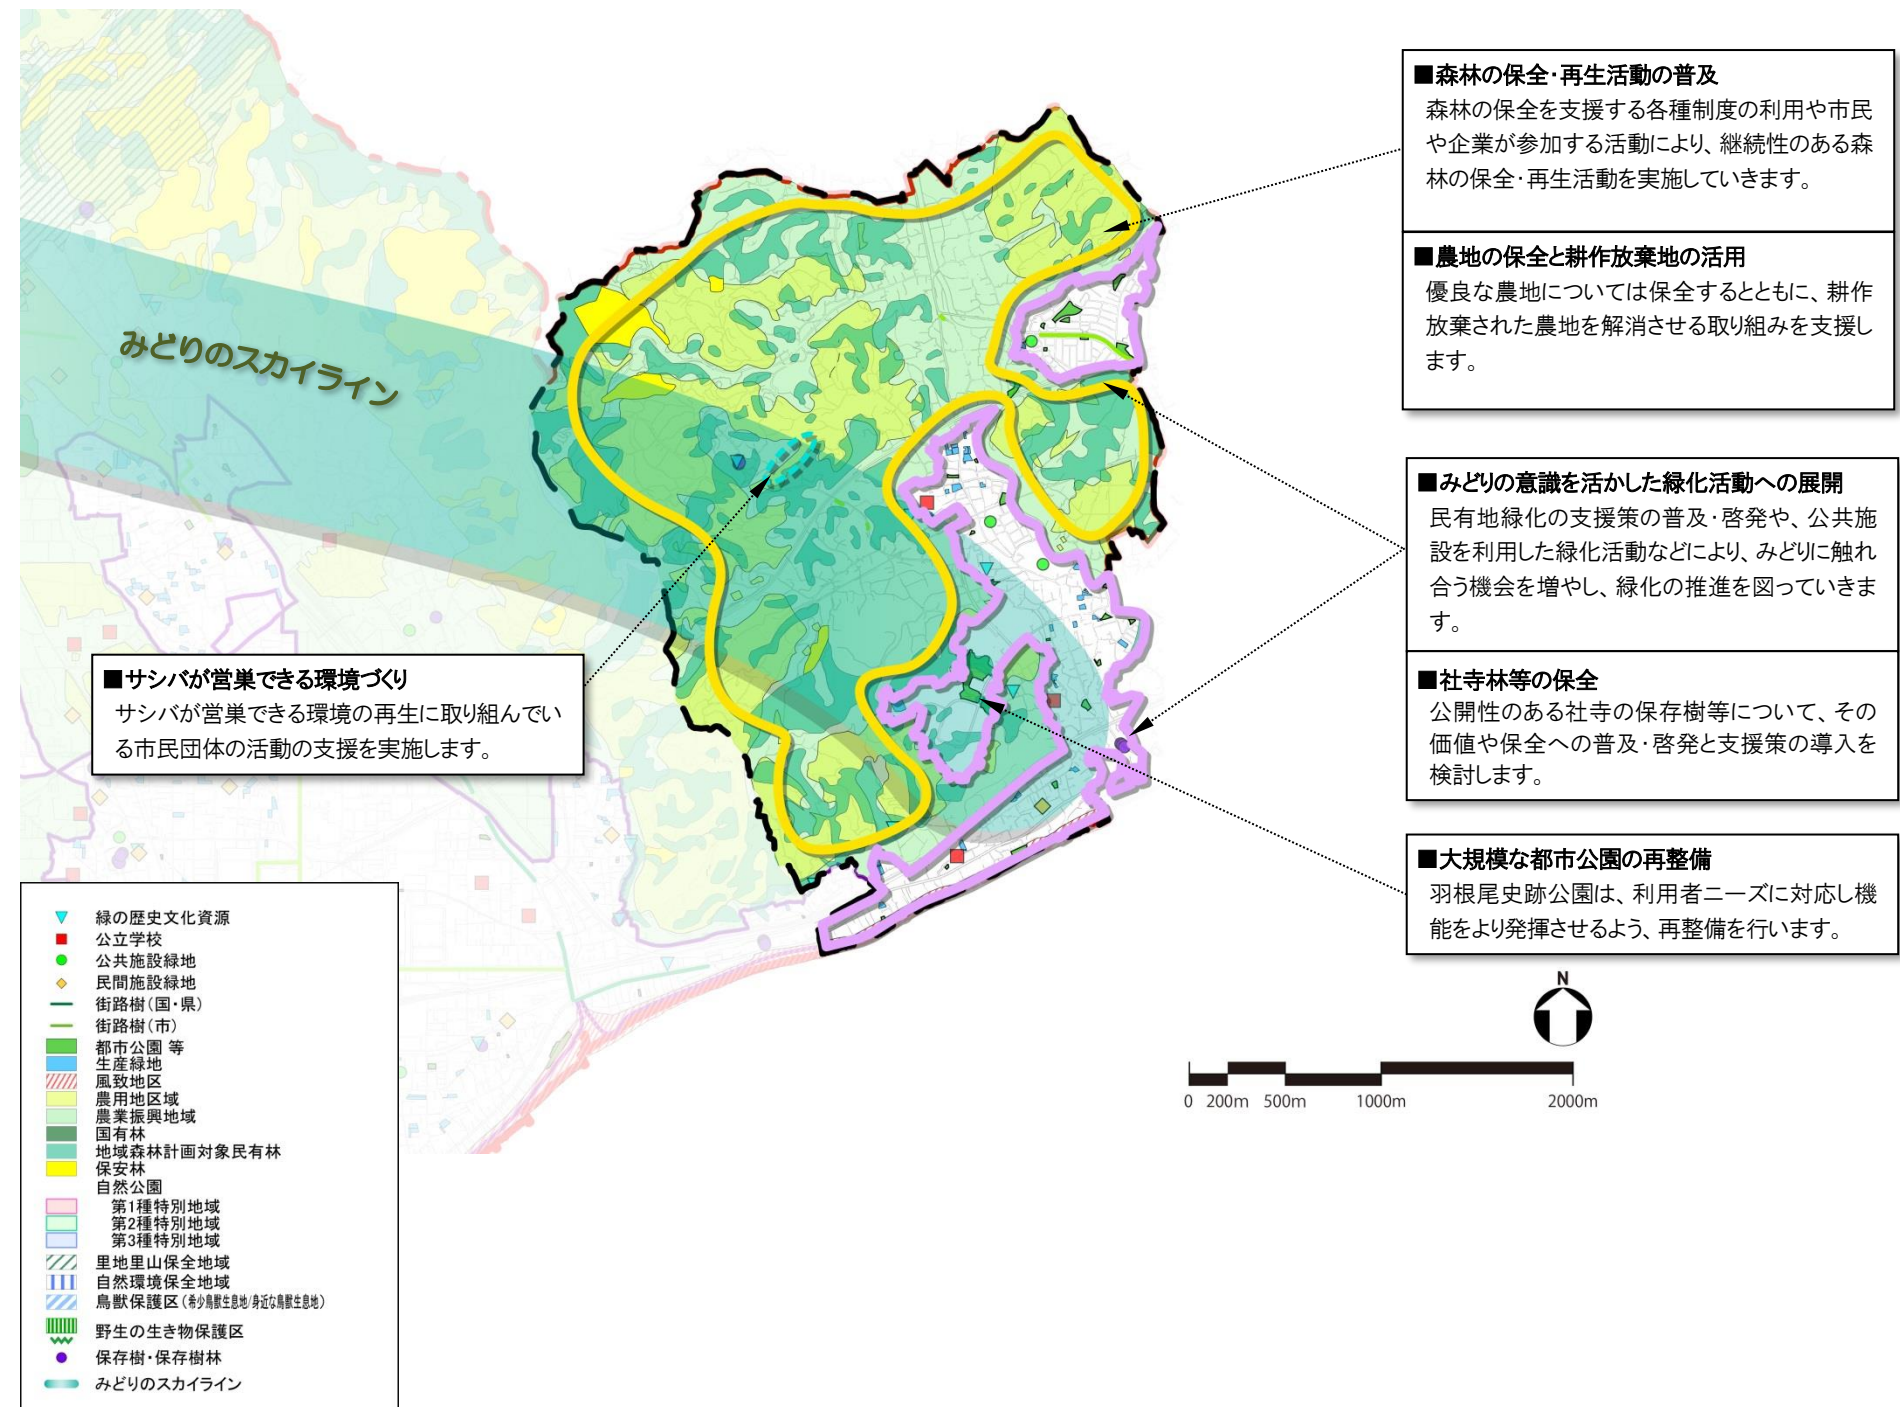 ■森林の保全・再生活動の普及
森林の保全を支援する各種制度の利用や市民
や企業が参加する活動により、継続性のある森
林の保全・再生活動を実施していきます。
■農地の保全と耕作放棄地の活用
優良な農地については保全するとともに、耕作
放棄された農地を解消させる取り組みを支援し
ます。
みどりのスカイライン
■みどりの意識を活かした緑化活動への展開
民有地緑化の支援策の普及・啓発や、公共施
設を利用した緑化活動などにより、みどりに触れ
合う機会を増やし、緑化の推進を図っていきま
す。
■社寺林等の保全
公開性のある社寺の保存樹等について、その
価値や保全への普及・啓発と支援策の導入を
検討します。
■サシバが営巣できる環境づくり
サシバが営巣できる環境の再生に取り組んでい
る市民団体の活動の支援を実施します。
■大規模な都市公園の再整備
羽根尾史跡公園は、利用者ニーズに対応し機
能をより発揮させるよう、再整備を行います。
N
0 200m 500m 1000m 2000m
緑の歴史文化資源
公立学校
公共施設緑地
民間施設緑地
街路樹（国・県）
街路樹（市）
都市公園 等
生産緑地
風致地区
農用地区域
農業振興地域
国有林
地域森林計画対象民有林
保安林
自然公園
第1種特別地域
第2種特別地域
第3種特別地域
里地里山保全地域
自然環境保全地域
鳥獣保護区（希少鳥獣生息地/身近な鳥獣生息地）
野生の生き物保護区
保存樹・保存樹林
みどりのスカイライン